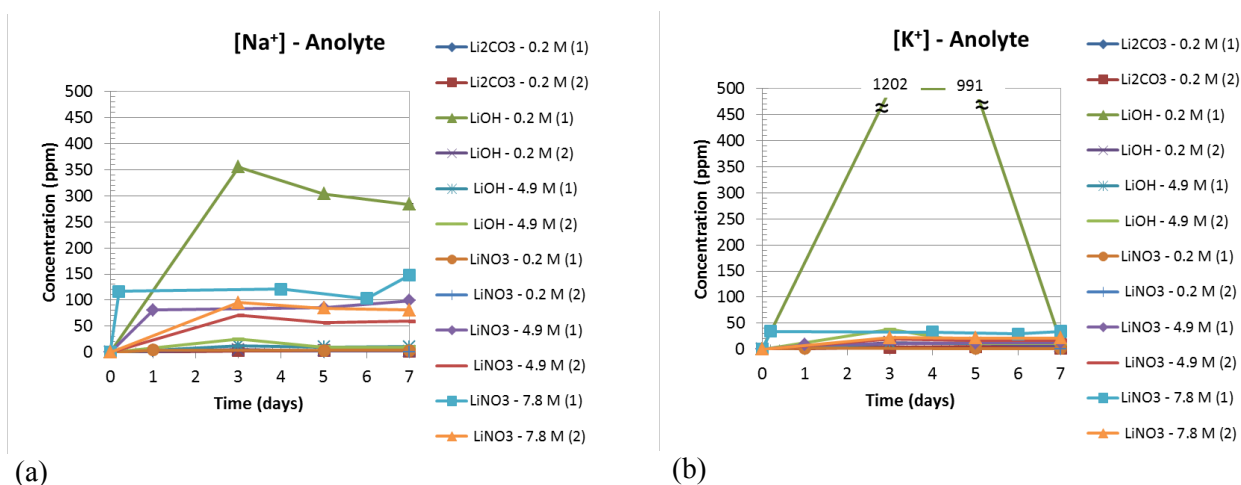 [Na+] - Anolyte
Concentration (ppm)
500
450
400
350
300
250
200
150
100
50
0
0 1 3 4 6 7
Time (days)
Li2CO3 - 0.2 M (1)
Li2CO3 - 0.2 M (2)
LiOH - 0.2 M (1)
LiOH - 0.2 M (2)
LiOH - 4.9 M (1)
LiOH - 4.9 M (2)
LiNO3 - 0.2 M (1)
LiNO3 - 0.2 M (2)
LiNO3 - 4.9 M (1)
LiNO3 - 4.9 M (2)
LiNO3 - 7.8 M (1)
LiNO3 - 7.8 M (2)
(a)
[K+] - Anolyte
Concentration (ppm)
500
450
400
350
300
250
200
150
100
50
0
1202 991
≈ ≈
0 1 3 4 6 7
Time (days)
Li2CO3 - 0.2 M (1)
Li2CO3 - 0.2 M (2)
LiOH - 0.2 M (1)
LiOH - 0.2 M (2)
LiOH - 4.9 M (1)
LiOH - 4.9 M (2)
LiNO3 - 0.2 M (1)
LiNO3 - 0.2 M (2)
LiNO3 - 4.9 M (1)
LiNO3 - 4.9 M (2)
LiNO3 - 7.8 M (1)
LiNO3 - 7.8 M (2)
(b)